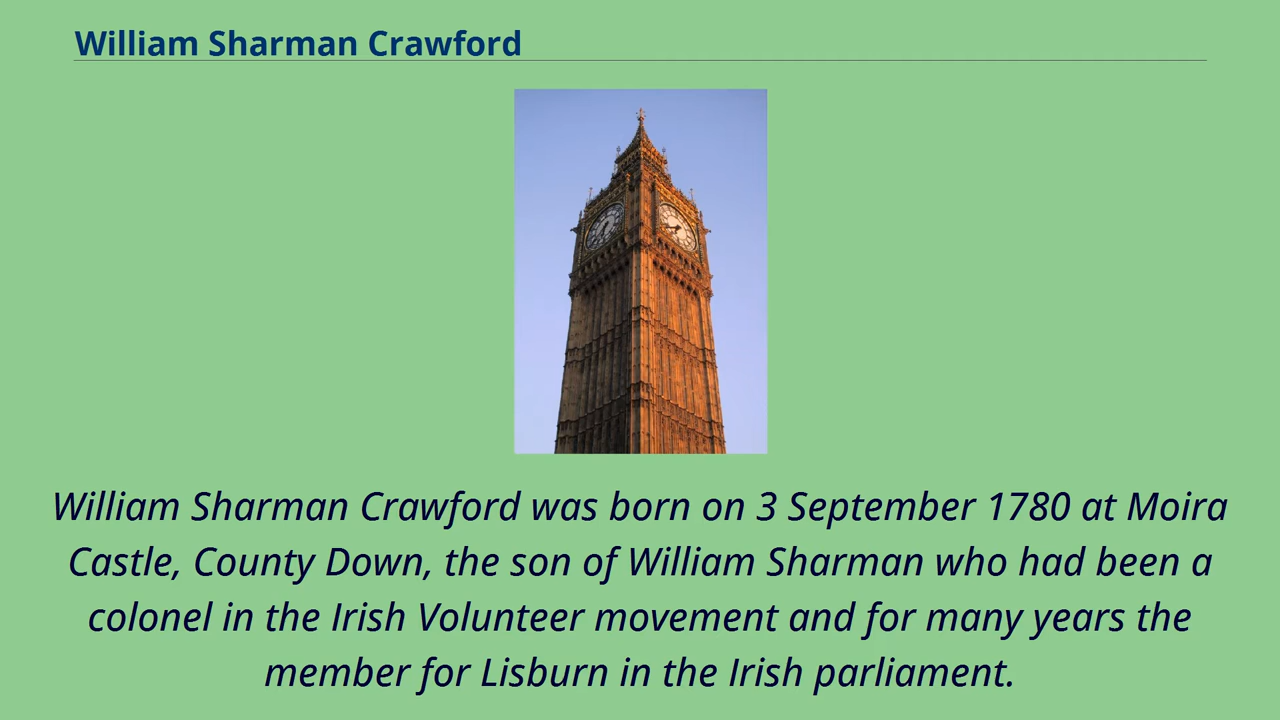 William Sharman Crawford
William Sharman Crawford was born on 3 September 1780 at Moira
Castle, County Down, the son of William Sharman who had been a
colonel in the Irish Volunteer movement and for many years the
member for Lisburn in the Irish parliament.